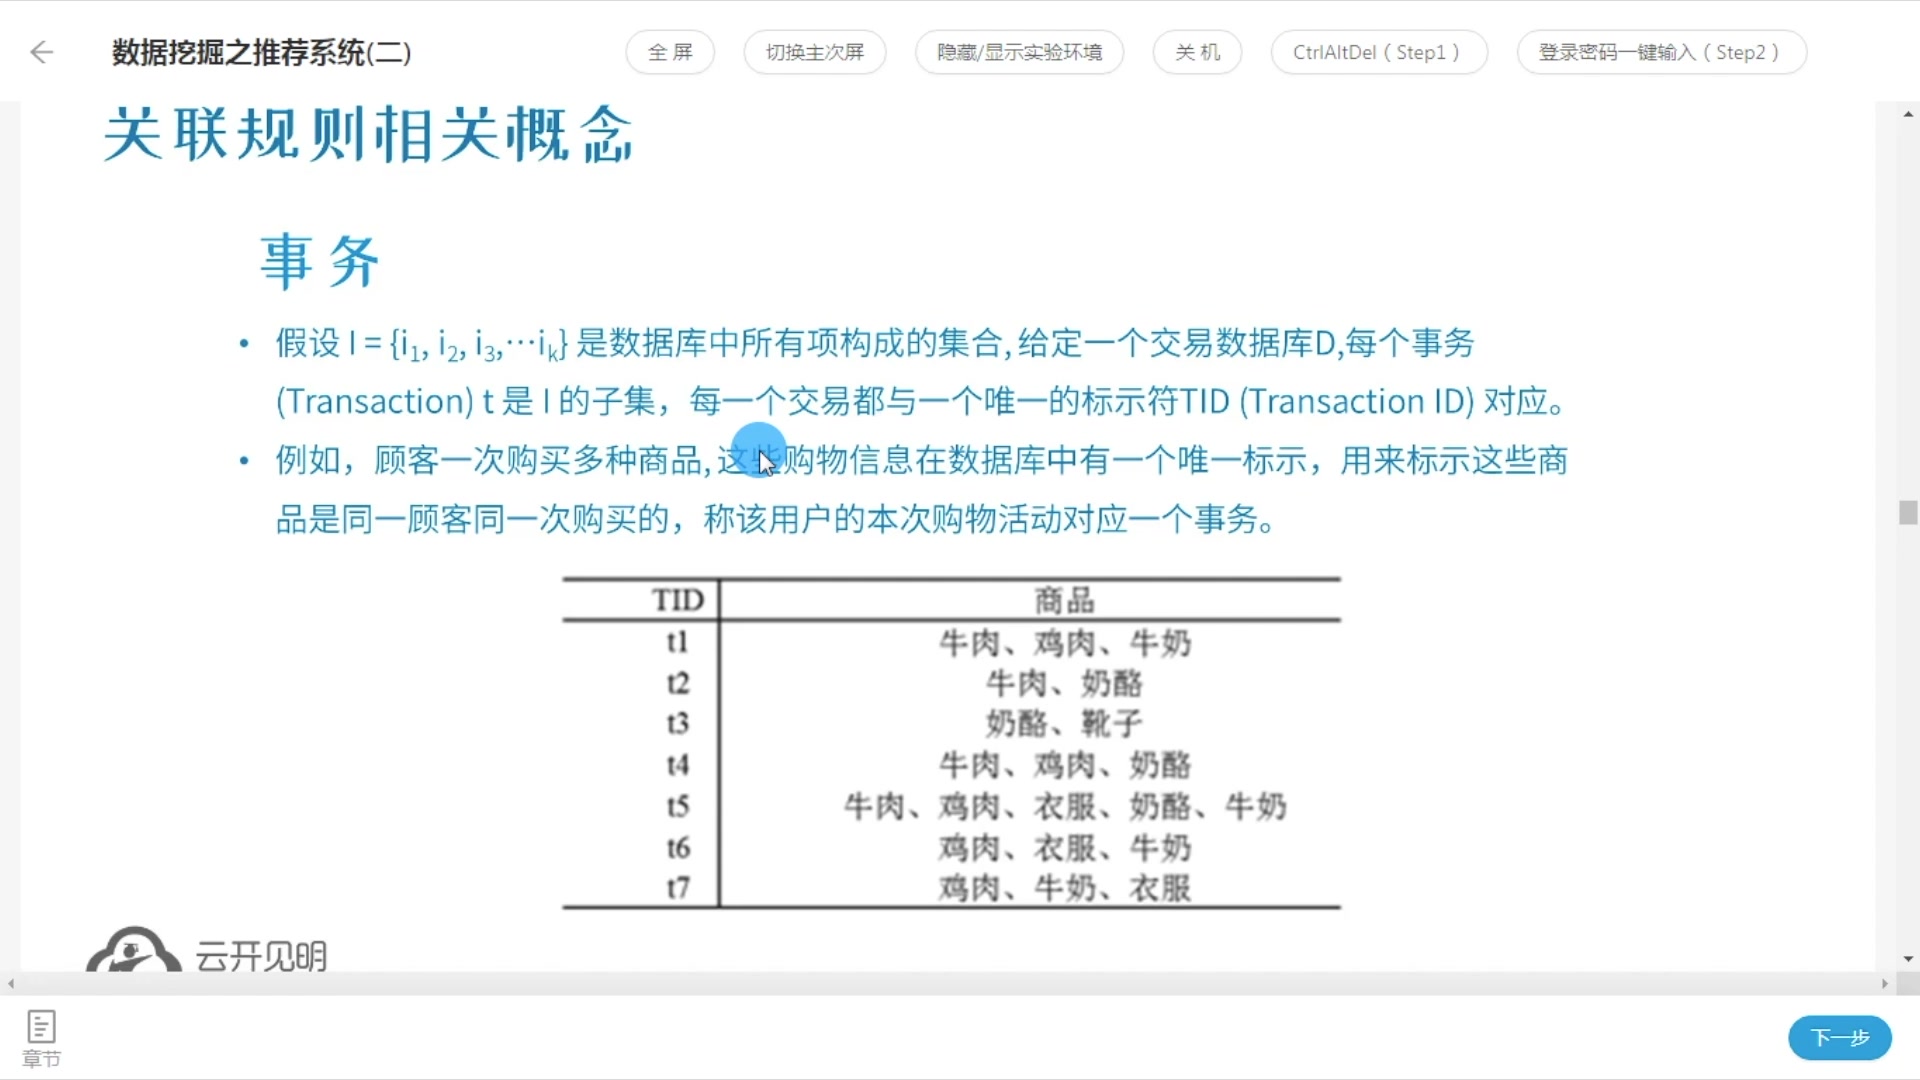 数据挖掘之推荐系统(二)
全 屏
切换主次屏
隐藏/显示实验环境
关 机
CtrlAltDel（Step1）
登录密码一键输入（Step2）
关联规则相关概念
事务
• 假设 I = {i1, i2, i3,…ik} 是数据库中所有项构成的集合, 给定一个交易数据库D,每个事务
(Transaction) t 是 I 的子集，每一个交易都与一个唯一的标示符TID (Transaction ID) 对应。
• 例如，顾客一次购买多种商品, 这些购物信息在数据库中有一个唯一标示，用来标示这些商
品是同一顾客同一次购买的，称该用户的本次购物活动对应一个事务。
TID 商品
t1 牛肉、鸡肉、牛奶
t2 牛肉、奶酪
t3 奶酪、靴子
t4 牛肉、鸡肉、奶酪
t5 牛肉、鸡肉、衣服、奶酪、牛奶
t6 鸡肉、衣服、牛奶
t7 鸡肉、牛奶、衣服
云开见明
章节
下一步